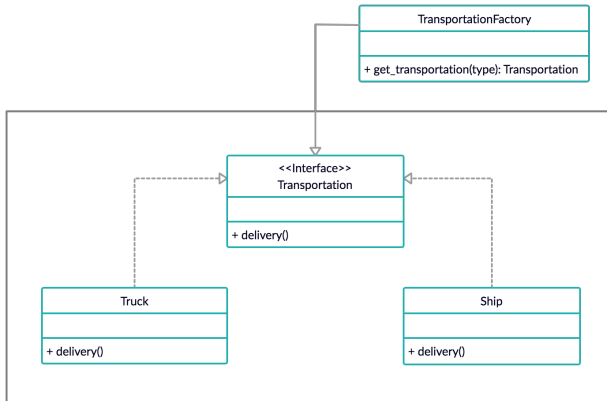 TransportationFactory
+ get_transportation(type): Transportation
<<Interface>>
Transportation
+ delivery()
Truck
+ delivery()
Ship
+ delivery()